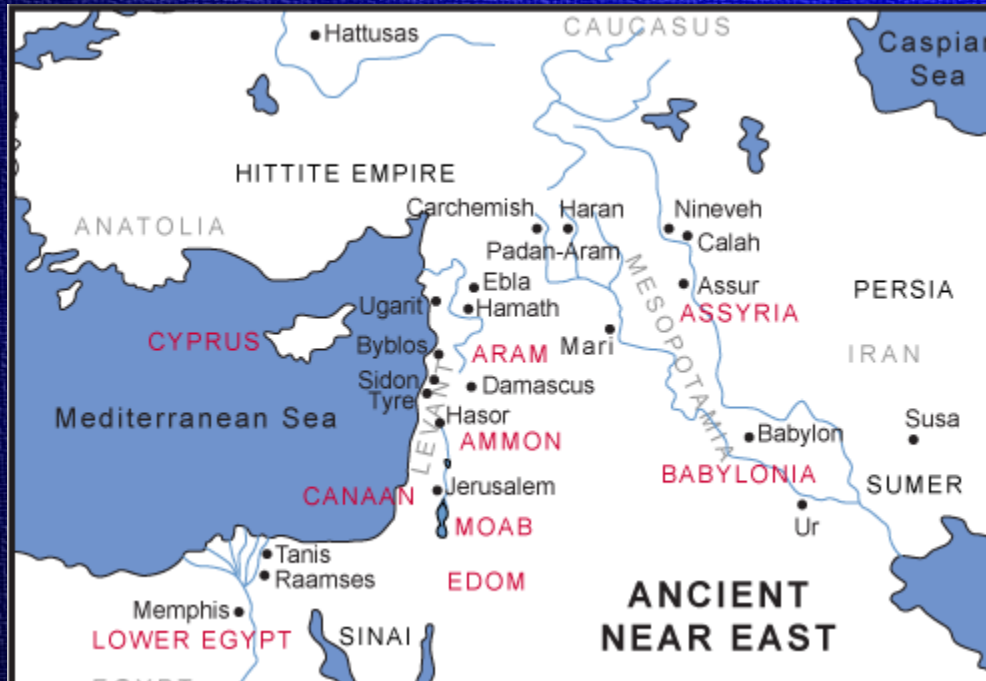 CAUCASUS
Hattusas
Caspian
Sea
HITTITE EMPIRE
ANATOLIA
Carchemish
Haran
Nineveh
Padan-Aram
Calah
MESOPOTAMIA
Ebla
Assur
PERSIA
Ugarit
Hamath
ASSYRIA
CYPRUS
Byblos
ARAM
Mari
IRAN
Sidon
Damascus
Tyre
LEVANT
Mediterranean Sea
Hasor
Susa
AMMON
Babylon
BABYLONIA
SUMER
CANAAN
Jerusalem
MOAB
Ur
Tanis
Raamses
EDOM
ANCIENT
NEAR EAST
Memphis
LOWER EGYPT
SINAI
EGYPT